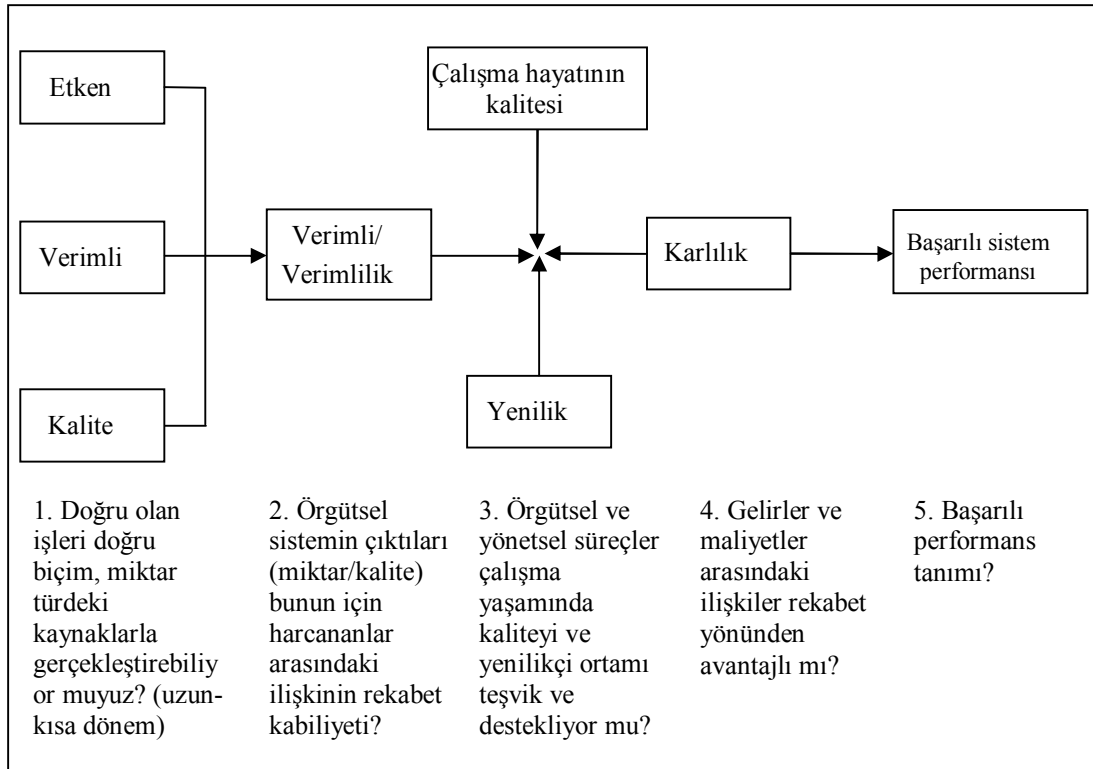 Etken
Verimli
Kalite
Verimli/
Verimlilik
Çalışma hayatının
kalitesi
Yenilik
Karlılık
Başarılı sistem
performansı
1. Doğru olan
işleri doğru
biçim, miktar
türdeki
kaynaklarla
gerçekleştirebiliy
or muyuz? (uzun-
kısa dönem)
2. Örgütsel
sistemin çıktıları
(miktar/kalite)
bunun için
harcananlar
arasındaki
ilişkinin rekabet
kabiliyeti?
3. Örgütsel ve
yönetsel süreçler
çalışma
yaşamında
kaliteyi ve
yenilikçi ortamı
teşvik ve
destekliyor mu?
4. Gelirler ve
maliyetler
arasındaki
ilişkiler rekabet
yönünden
avantajlı mı?
5. Başarılı
performans
tanımı?